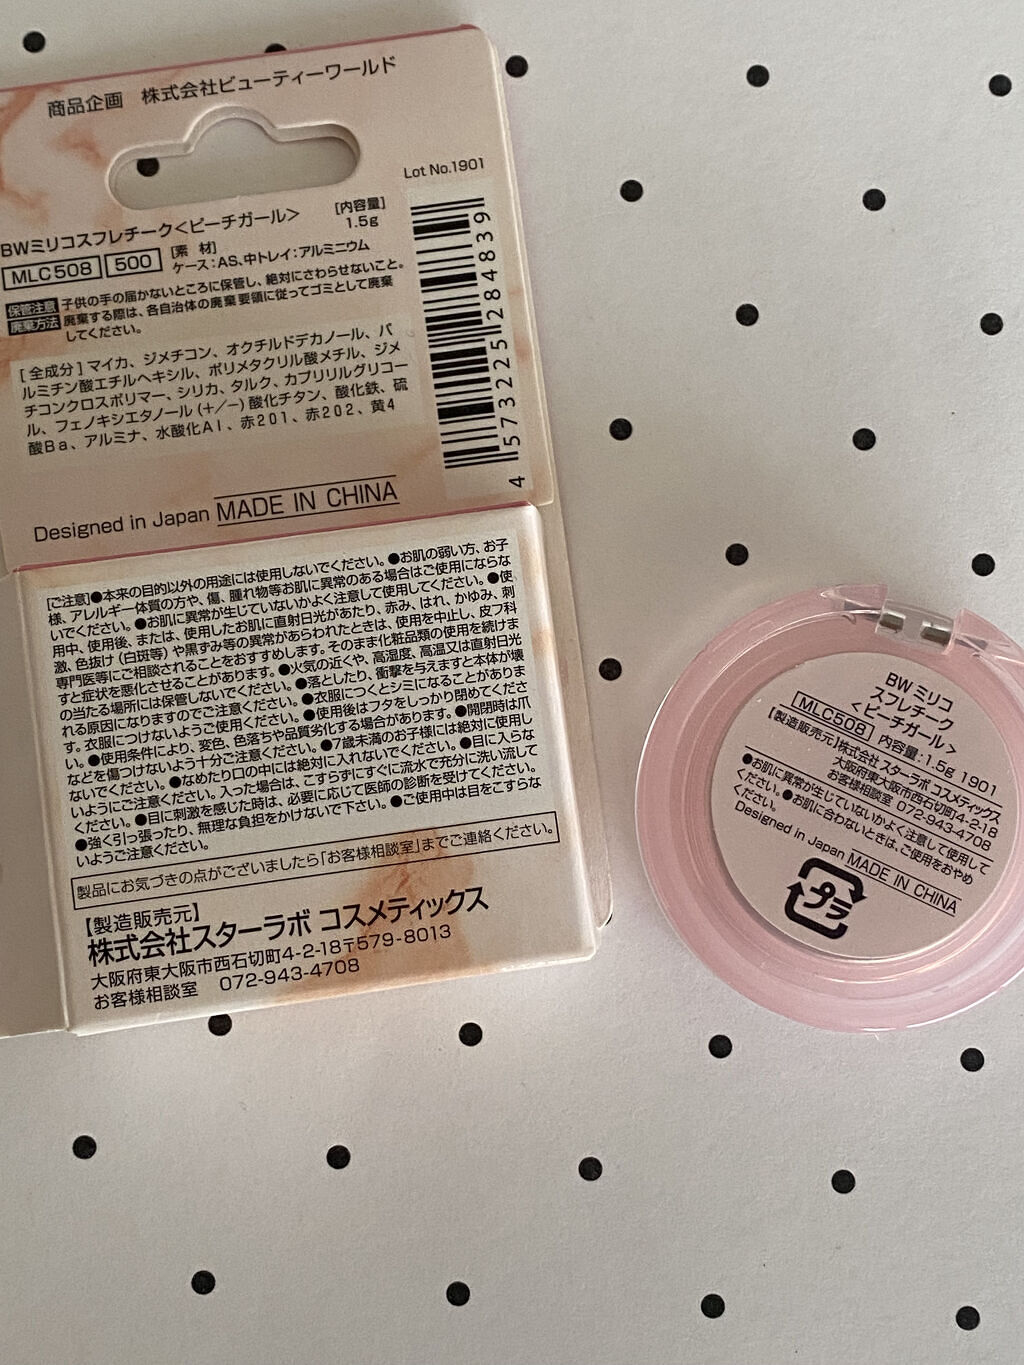 商品企画 株式会社ビューティーワールド
Lot No.1901
BWミリコスフレチーク<ピーチガール>
[内容量]
1.5g
MLC508 500
[素 材]
ケース:AS、中トレイ:アルミニウム
保管注意 子供の手の届かないところに保管し、絶対にさわらせないこと。
廃棄方法 廃棄する際は、各自治体の廃棄要領に従ってゴミとして廃棄
してください。
[全成分]マイカ、ジメチコン、オクチルドデカノール、パ
ルミチン酸エチルヘキシル、ポリメタクリル酸メチル、ジメ
チコンクロスポリマー、シリカ、タルク、カプリリルグリコー
ル、フェノキシエタノール(+/-)酸化チタン、酸化鉄、硫
酸Ba、アルミナ、水酸化Al、赤201、赤202、黄4
4 573225 284839
Designed in Japan MADE IN CHINA
[ご注意]●本来の目的以外の用途には使用しないでください。●お肌の弱い方、お子
様、アレルギー体質の方や、傷、腫れ物等お肌に異常のある場合はご使用にならな
いでください。●お肌に異常が生じていないかよく注意して使用してください。●使
用中、使用後、または、使用したお肌に直射日光があたり、赤み、はれ、かゆみ、刺
激、色抜け(白斑等)や黒ずみ等の異常があらわれたときは、使用を中止し、皮フ科
専門医等にご相談されることをおすすめします。そのまま化粧品類の使用を続けま
すと症状を悪化させることがあります。●火気の近くや、高湿度、高温又は直射日光
の当たる場所には保管しないでください。●落としたり、衝撃を与えますと本体が壊
れる原因になりますのでご注意ください。●衣服につくとシミになることがありま
す。衣服につけないようご使用ください。●使用後はフタをしっかり閉めてくださ
い。●使用条件により、変色、色落ちや品質劣化する場合があります。●開閉時は爪
などを傷つけないよう十分ご注意ください。●7歳未満のお子様には絶対に使用し
ないでください。●なめたり口の中には絶対に入れないでください。●目に入らな
いようにご注意ください。入った場合は、こすらずにすぐに流水で充分に洗い流して
ください。●目に刺激を感じた時は、必要に応じて医師の診断を受けてください。
●強く引っ張ったり、無理な負担をかけないで下さい。●ご使用中は目をこすらな
いようご注意ください。
製品にお気づきの点がございましたら「お客様相談室」までご連絡ください。
【製造販売元】
株式会社スターラボ コスメティックス
大阪府東大阪市西石切町4-2-18〒579-8013
お客様相談室 072-943-4708
BW ミリコ
スフレチーク
<ピーチガール>
MLC508 内容量:1.5g 1901
【製造販売元】株式会社 スターラボ コスメティックス
大阪府東大阪市西石切町4-2-18
お客様相談室 072-943-4708
●お肌に異常が生じていないかよく注意して使用して
ください。●お肌に合わないときは、ご使用をおやめ
ください。
Designed in Japan MADE IN CHINA
プラ